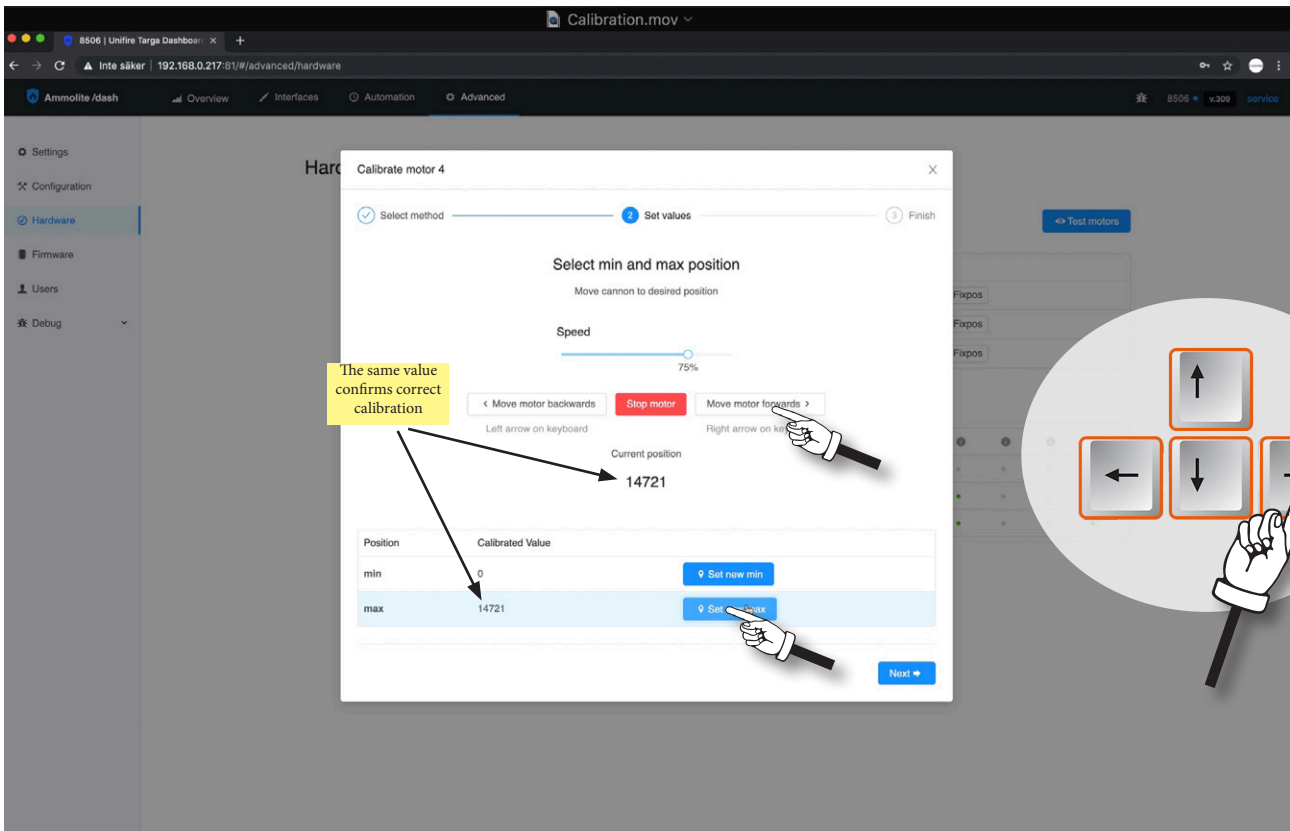 Calibration.mov
8506 | Unifire Targa Dashboar
Inte säker | 192.168.0.217:81/#/advanced/hardware
Ammolite /dash
Overview
Interfaces
Automation
Advanced
8506
v.309
service
Settings
Configuration
Hardware
Firmware
Users
Debug
Hard
Test motors
Fixpos
Fixpos
Fixpos
Calibrate motor 4
Select method
2 Set values
3 Finish
Select min and max position
Move cannon to desired position
Speed
75%
The same value
confirms correct
calibration
< Move motor backwards
Stop motor
Move motor forwards >
Left arrow on keyboard
Right arrow on
Current position
14721
Position Calibrated Value
min 0 Set new min
max 14721 Set max
Next